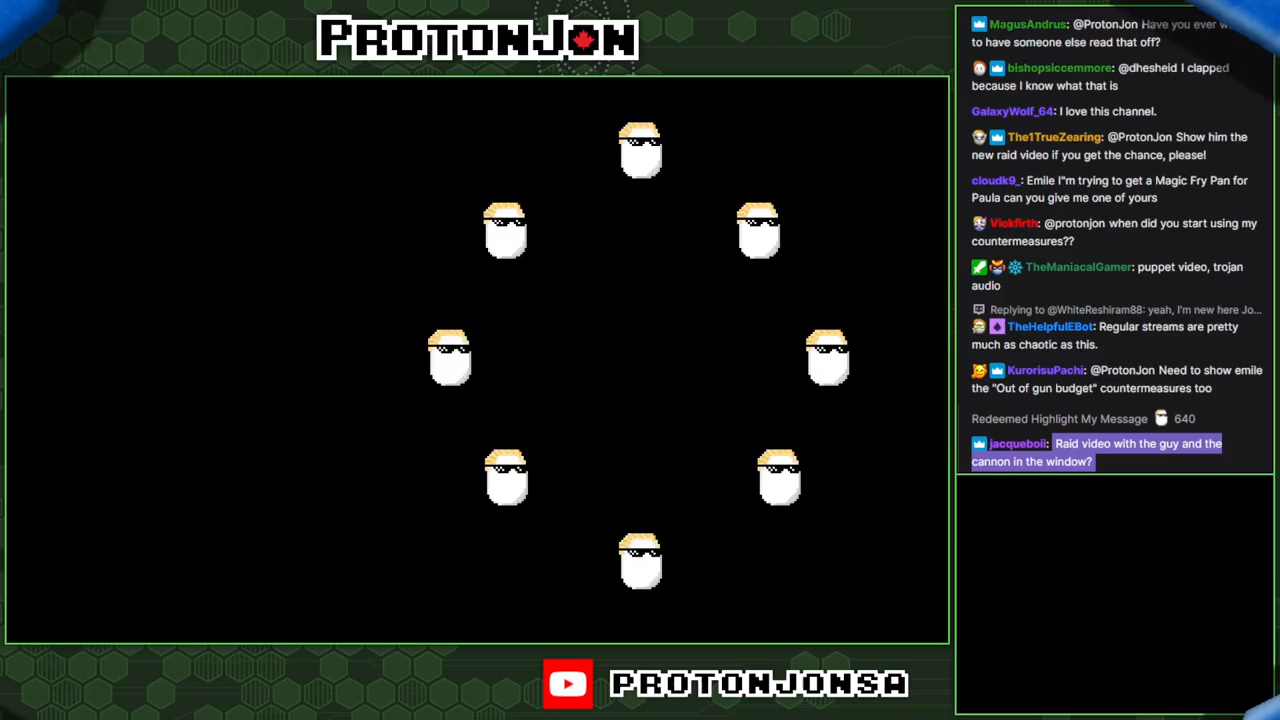 PROTONJON
MagusAndrus: @ProtonJon Have you ever
to have someone else read that off?
bishopsiccemmore: @dhesheid I clapped
because I know what that is
GalaxyWolf_64: I love this channel.
The1TrueZearing: @ProtonJon Show him the
new raid video if you get the chance, please!
cloudk9_: Emile I"m trying to get a Magic Fry Pan for
Paula can you give me one of yours
Vickfirth: @protonjon when did you start using my
countermeasures??
TheManiacalGamer: puppet video, trojan
audio
Replying to @WhiteReshiram88: yeah, I'm new here Jo...
TheHelpfulEBot: Regular streams are pretty
much as chaotic as this.
KurorisuPachi: @ProtonJon Need to show emile
the "Out of gun budget" countermeasures too
Redeemed Highlight My Message 640
jacqueboii: Raid video with the guy and the
cannon in the window?
PROTONJONSA